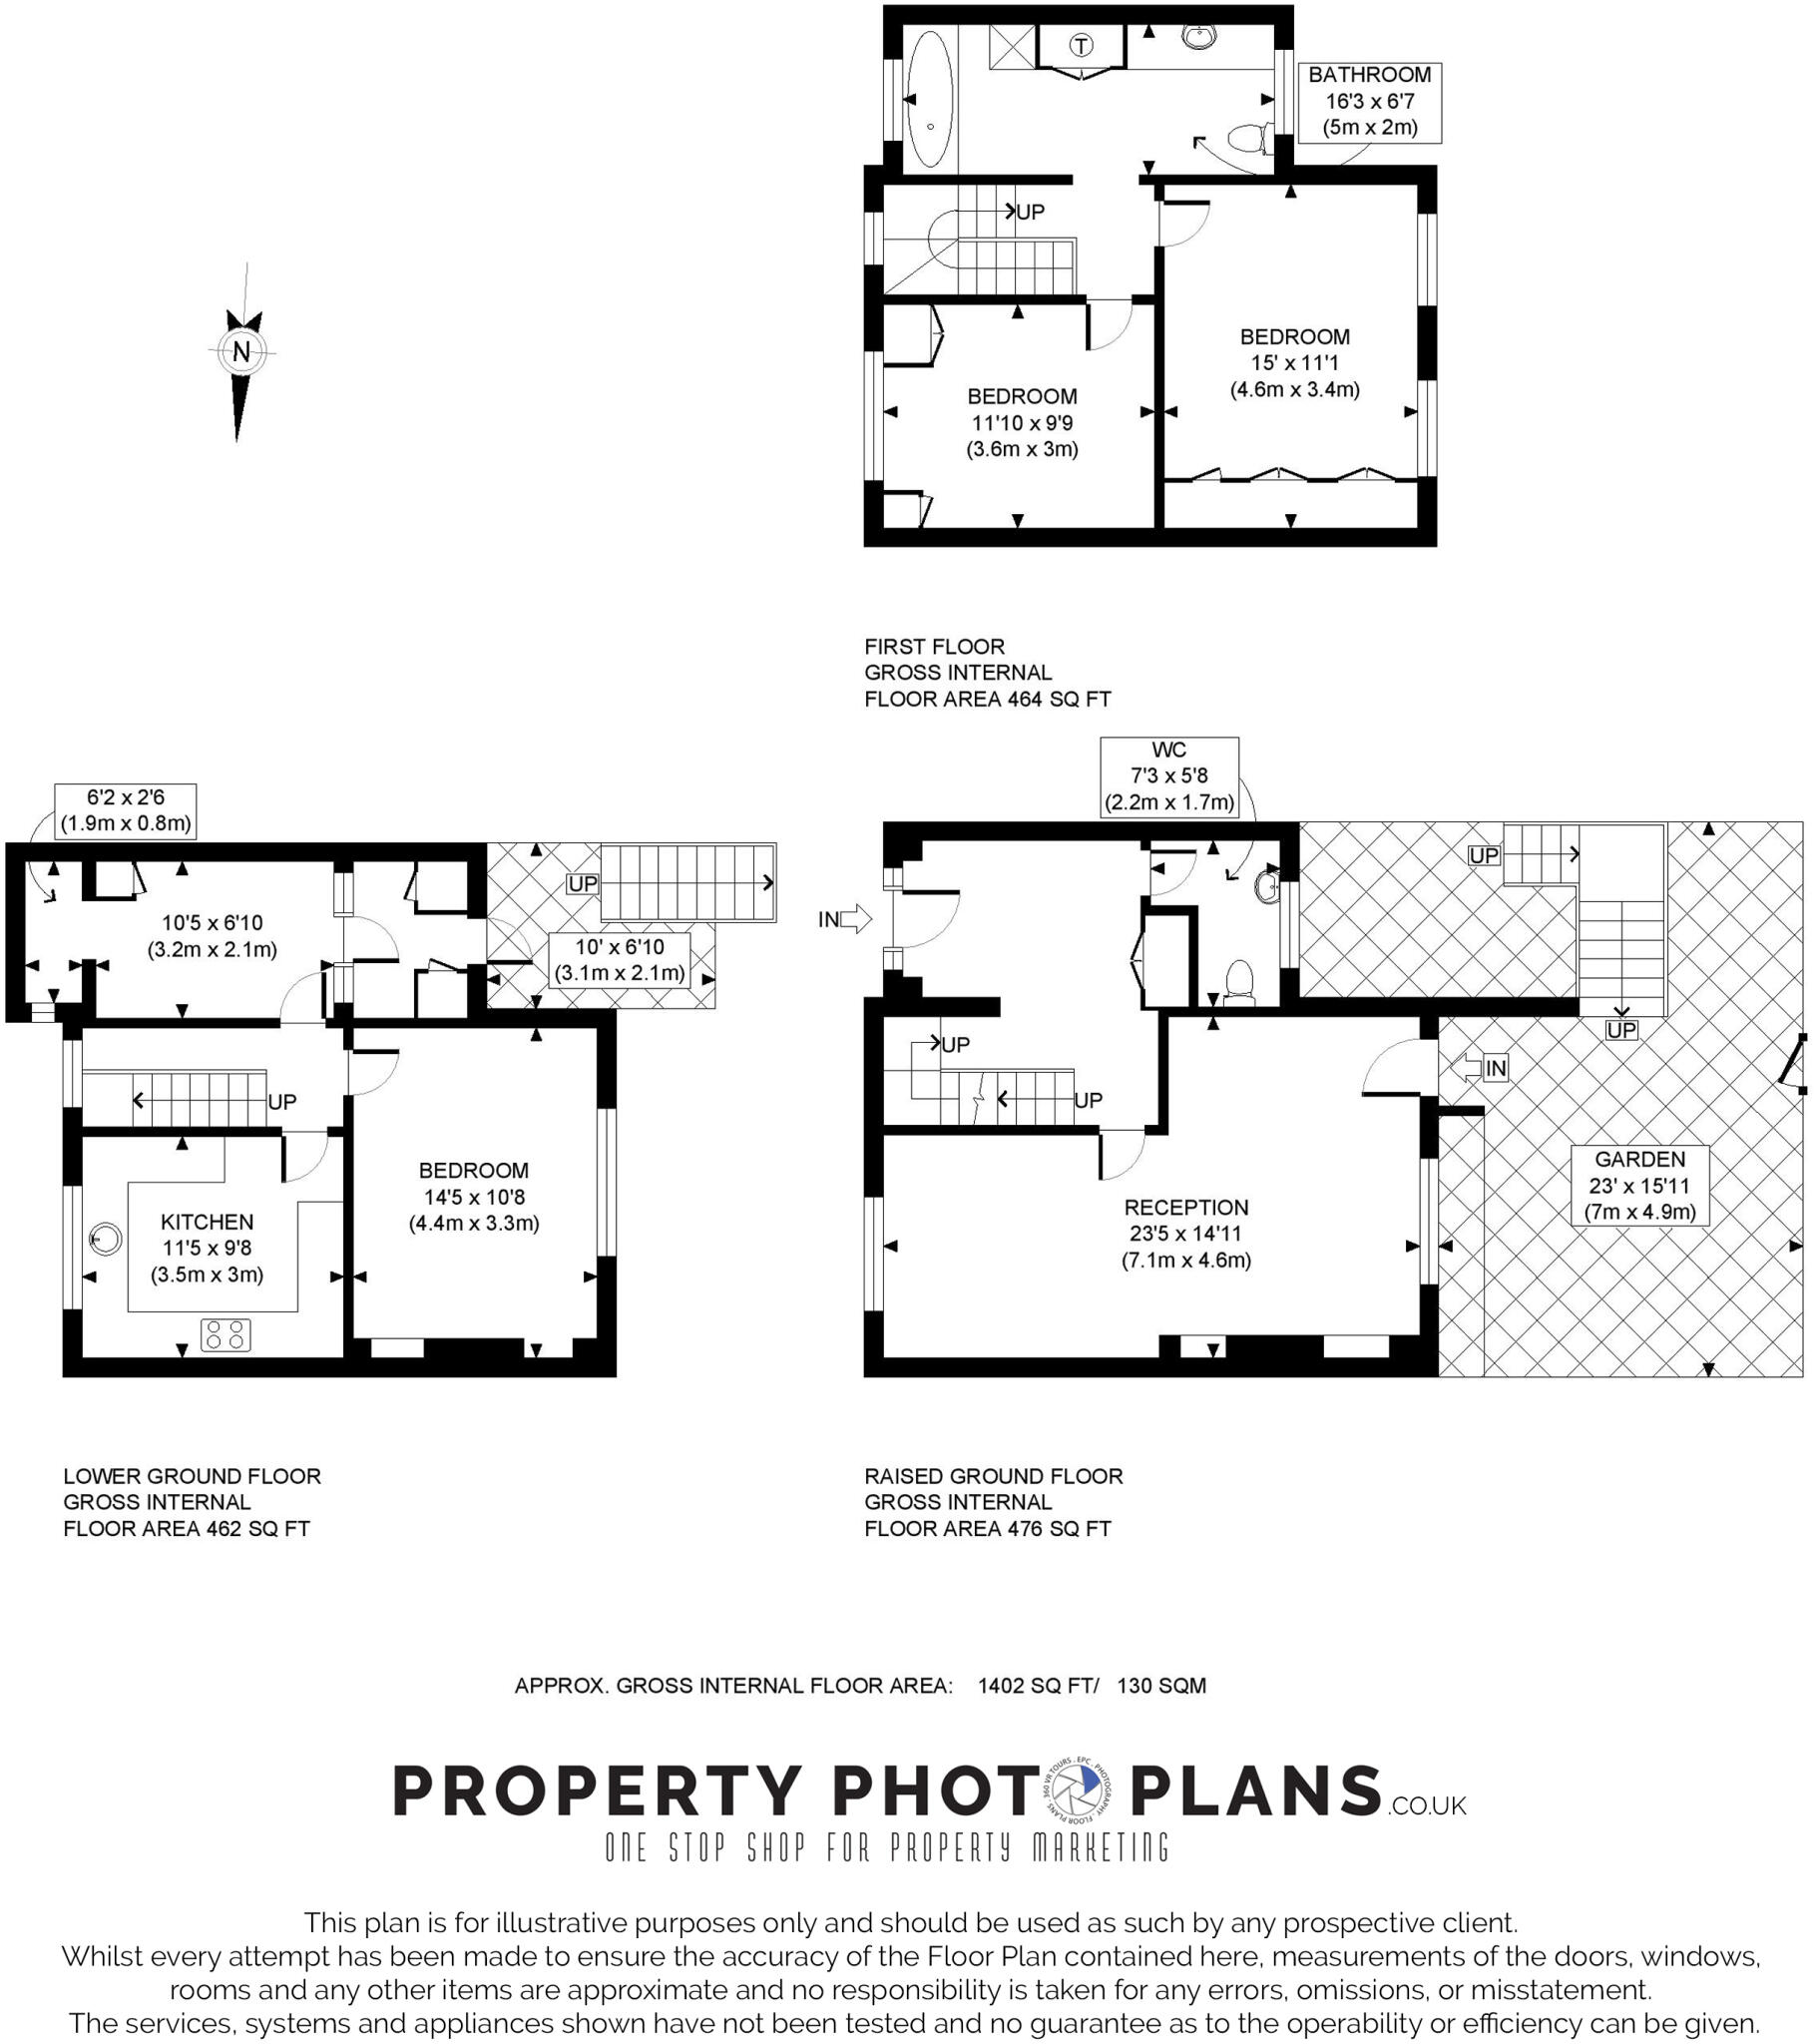 BATHROOM
16'3 x 6'7
(5m x 2m)
T
UP
N
BEDROOM
15' x 11'1
(4.6m x 3.4m)
BEDROOM
11'10 x 9'9
(3.6m x 3m)
FIRST FLOOR
GROSS INTERNAL
FLOOR AREA 464 SQ FT
6'2 x 2'6
(1.9m x 0.8m)
10'5 x 6'10
(3.2m x 2.1m)
UP
10' x 6'10
(3.1m x 2.1m)
UP
BEDROOM
14'5 x 10'8
(4.4m x 3.3m)
KITCHEN
11'5 x 9'8
(3.5m x 3m)
LOWER GROUND FLOOR
GROSS INTERNAL
FLOOR AREA 462 SQ FT
WC
7'3 x 5'8
(2.2m x 1.7m)
UP
IN
UP
UP
IN
UP
RECEPTION
23'5 x 14'11
(7.1m x 4.6m)
GARDEN
23' x 15'11
(7m x 4.9m)
RAISED GROUND FLOOR
GROSS INTERNAL
FLOOR AREA 476 SQ FT
APPROX. GROSS INTERNAL FLOOR AREA: 1402 SQ FT/ 130 SQM
PROPERTY PHOTO PLANS.CO.UK
360 VR TOURS . EPC . PHOTOGRAPHY . FLOOR PLANS .
ONE STOP SHOP FOR PROPERTY MARKETING
This plan is for illustrative purposes only and should be used as such by any prospective client.
Whilst every attempt has been made to ensure the accuracy of the Floor Plan contained here, measurements of the doors, windows,
rooms and any other items are approximate and no responsibility is taken for any errors, omissions, or misstatement.
The services, systems and appliances shown have not been tested and no guarantee as to the operability or efficiency can be given.